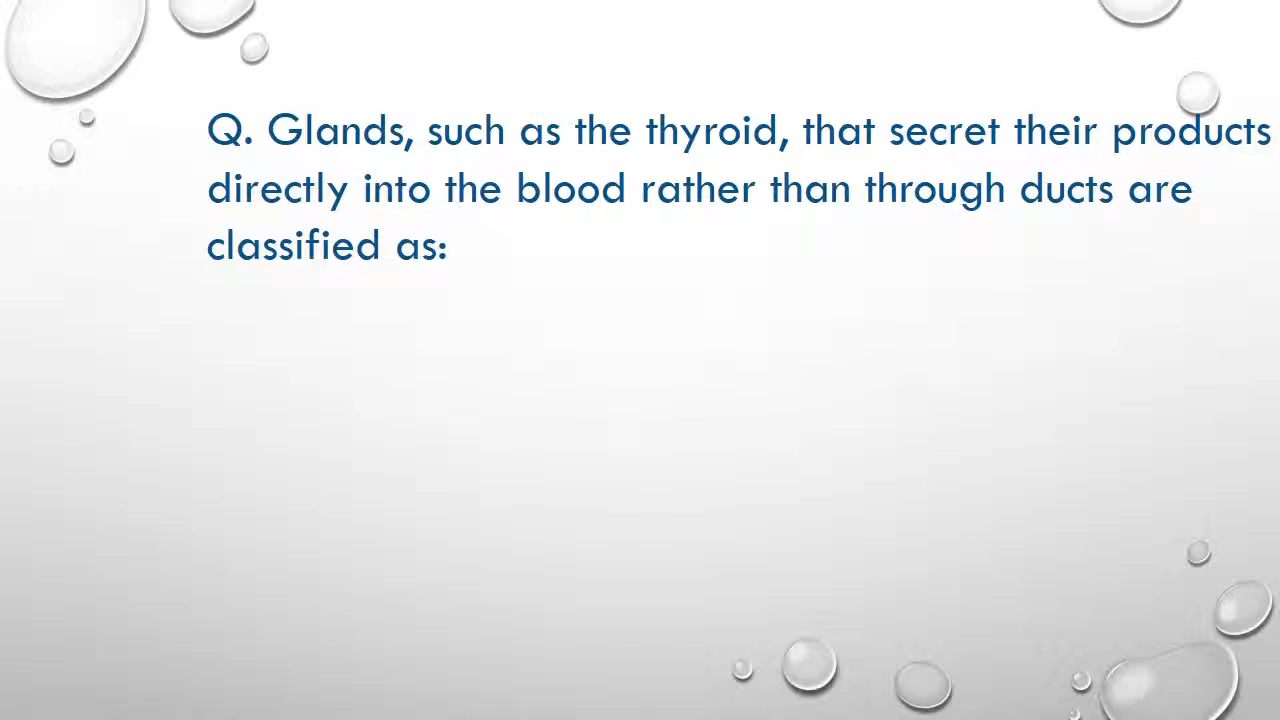 Q. Glands, such as the thyroid, that secret their products
directly into the blood rather than through ducts are
classified as: